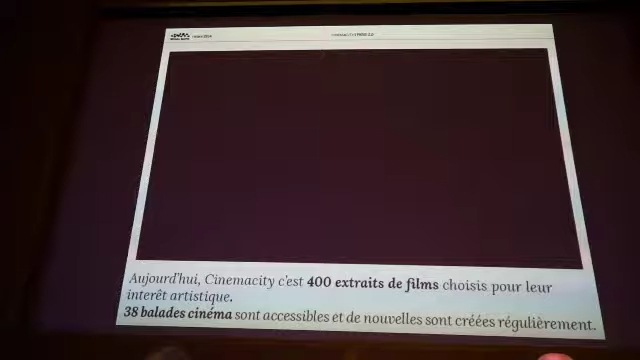 Aujourd'hui, Cinemacity c'est 400 extraits de films choisis pour leur
interêt artistique.
38 balades cinéma sont accessibles et de nouvelles sont créées régulièrement.